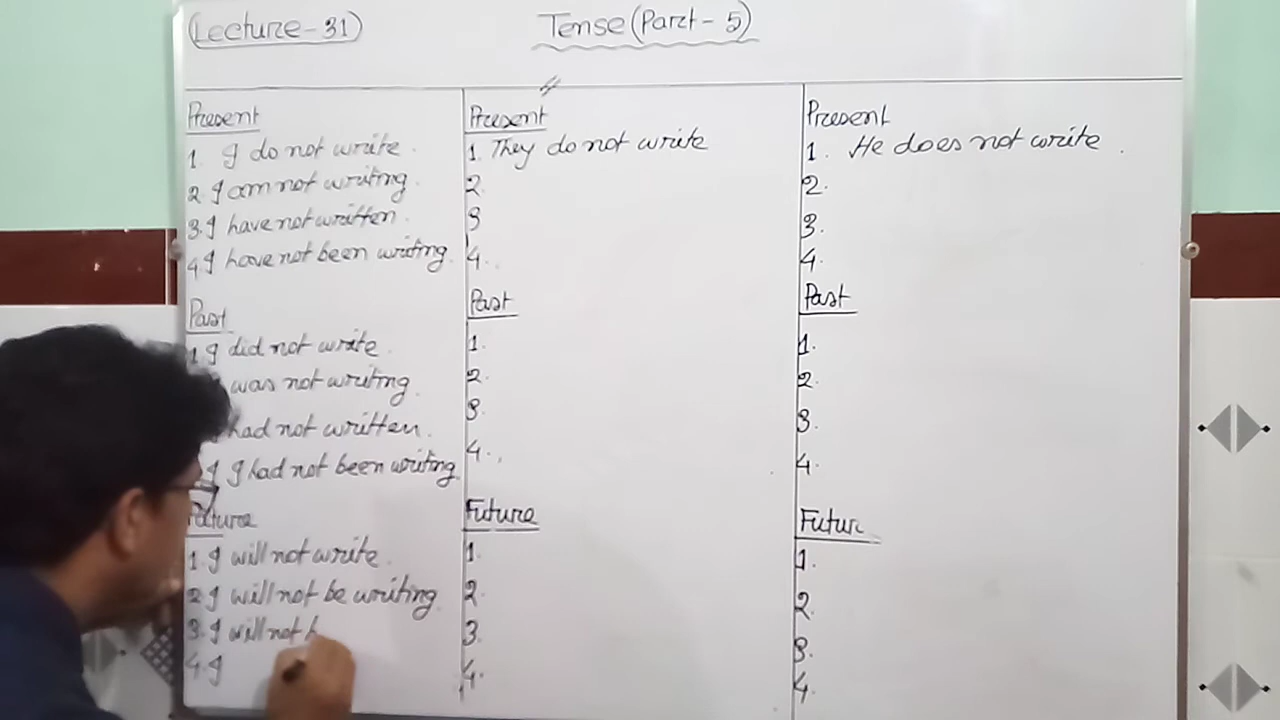 (Lecture-31)
Tense (Part-5)
Present
1. I do not write.
2. I am not writing.
3. I have not written.
4 I have not been writing.
Past
1 I did not write.
was not writing.
had not written.
I had not been writing.
Future
1. I will not write.
2 I will not be writing.
3. I will not h
4. I
Present
1. They do not write
2.
3
4.
Past
1.
2.
3.
4.
Future
1.
2.
3.
4.
Present
1. He does not write.
2.
3.
4.
Past
1.
2.
3.
4.
Futur
1.
2.
3.
4.